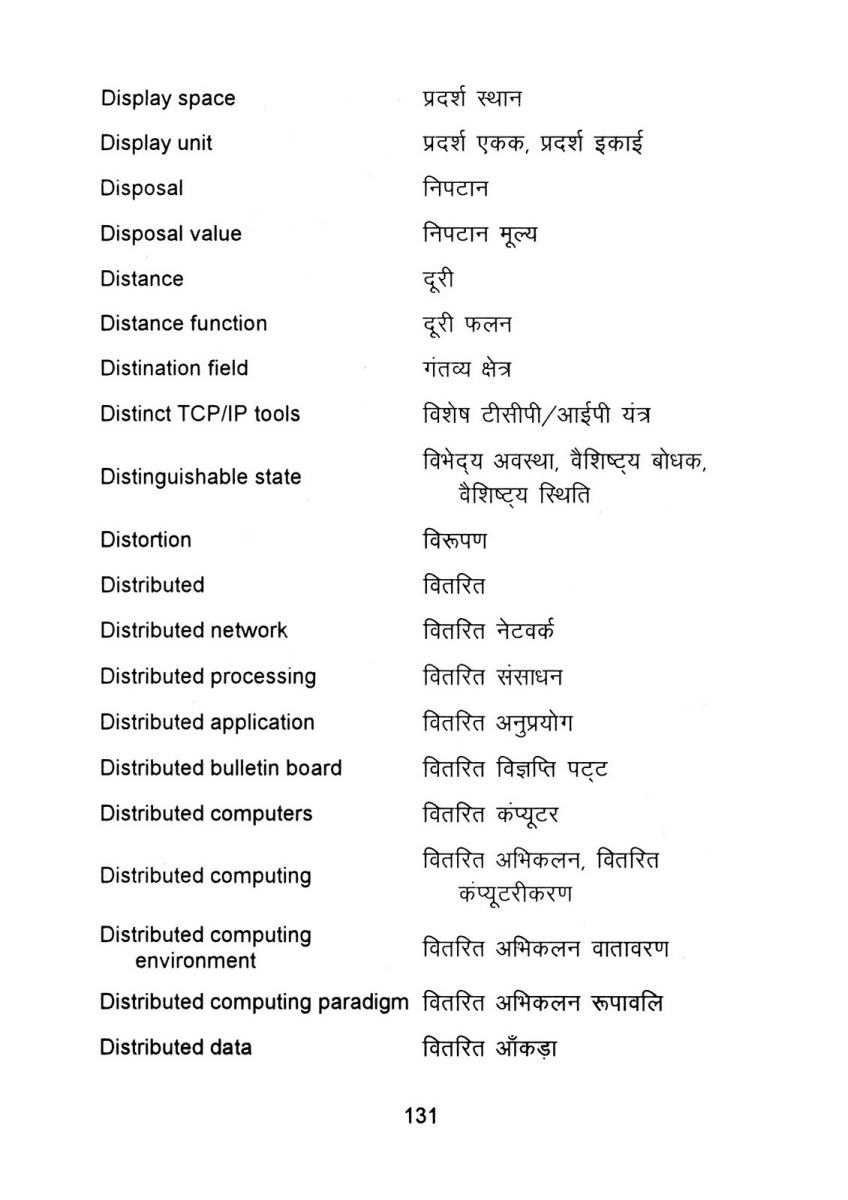 Display space प्रदर्श स्थान
Display unit प्रदर्श एकक, प्रदर्श इकाई
Disposal निपटान
Disposal value निपटान मूल्य
Distance दूरी
Distance function दूरी फलन
Distination field गंतव्य क्षेत्र
Distinct TCP/IP tools विशेष टीसीपी/आईपी यंत्र
Distinguishable state विभेद्‌य अवस्था, वैशिष्ट्‌य बोधक,
वैशिष्ट्‌य स्थिति
Distortion विरूपण
Distributed वितरित
Distributed network वितरित नेटवर्क
Distributed processing वितरित संसाधन
Distributed application वितरित अनुप्रयोग
Distributed bulletin board वितरित विज्ञप्ति पट्‌ट
Distributed computers वितरित कंप्यूटर
Distributed computing वितरित अभिकलन, वितरित
कंप्यूटरीकरण
Distributed computing
environment वितरित अभिकलन वातावरण
Distributed computing paradigm वितरित अभिकलन रूपावलि
Distributed data वितरित आँकड़ा
131